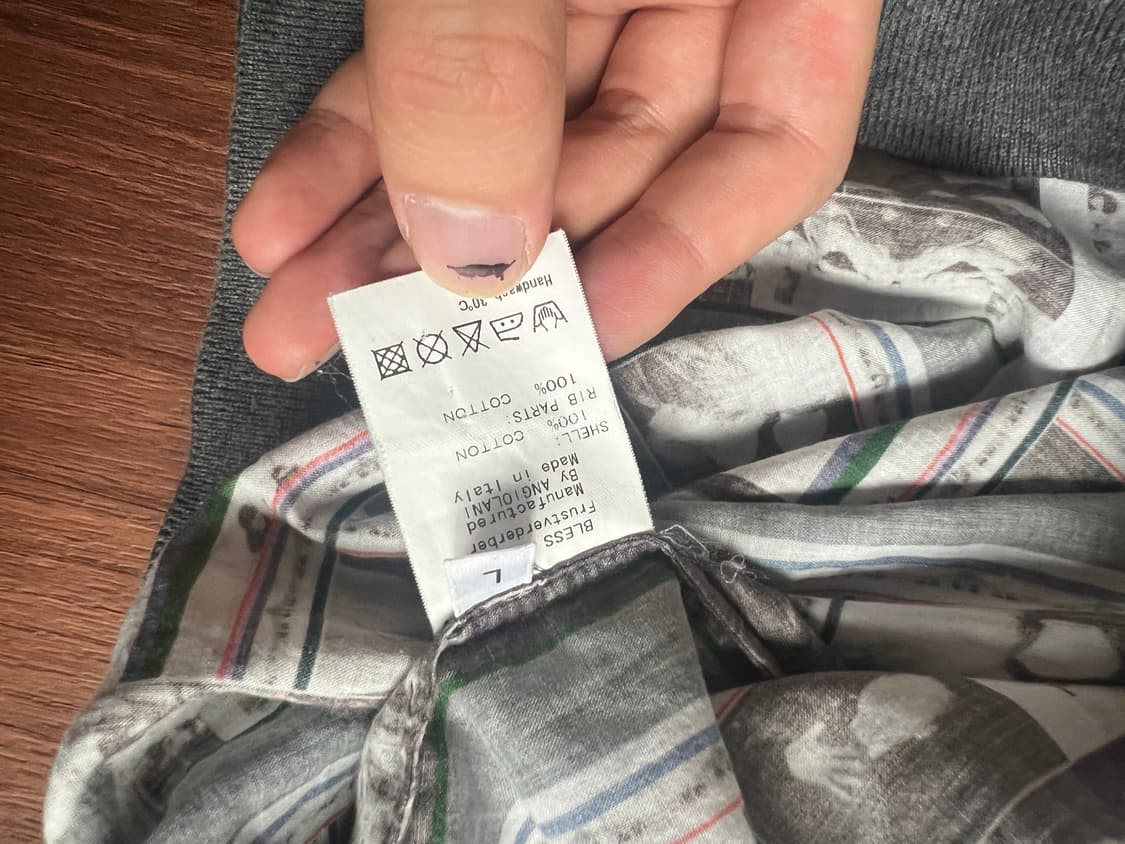 BLESS
Frustverderber
Manufactured
By ANGIOLANI
Made in Italy
SHELL:
100% COTTON
RIB PARTS:
100% COTTON
Handwash 30°C
L